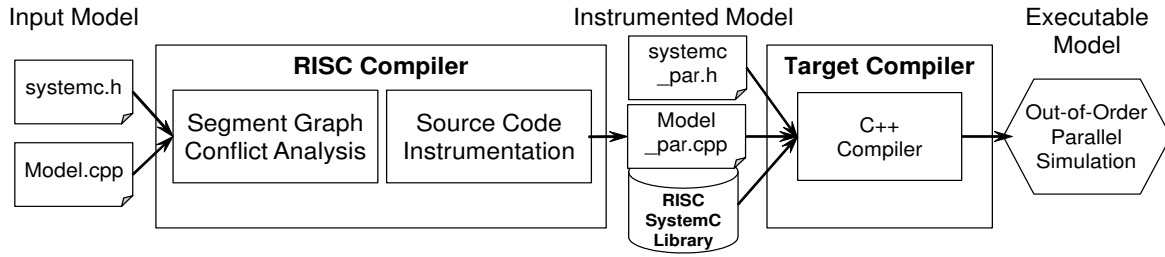 Input Model
Instrumented Model
Executable
Model
systemc.h
Model.cpp
RISC Compiler
Segment Graph
Conflict Analysis
Source Code
Instrumentation
systemc
_par.h
Model
_par.cpp
RISC
SystemC
Library
Target Compiler
C++
Compiler
Out-of-Order
Parallel
Simulation